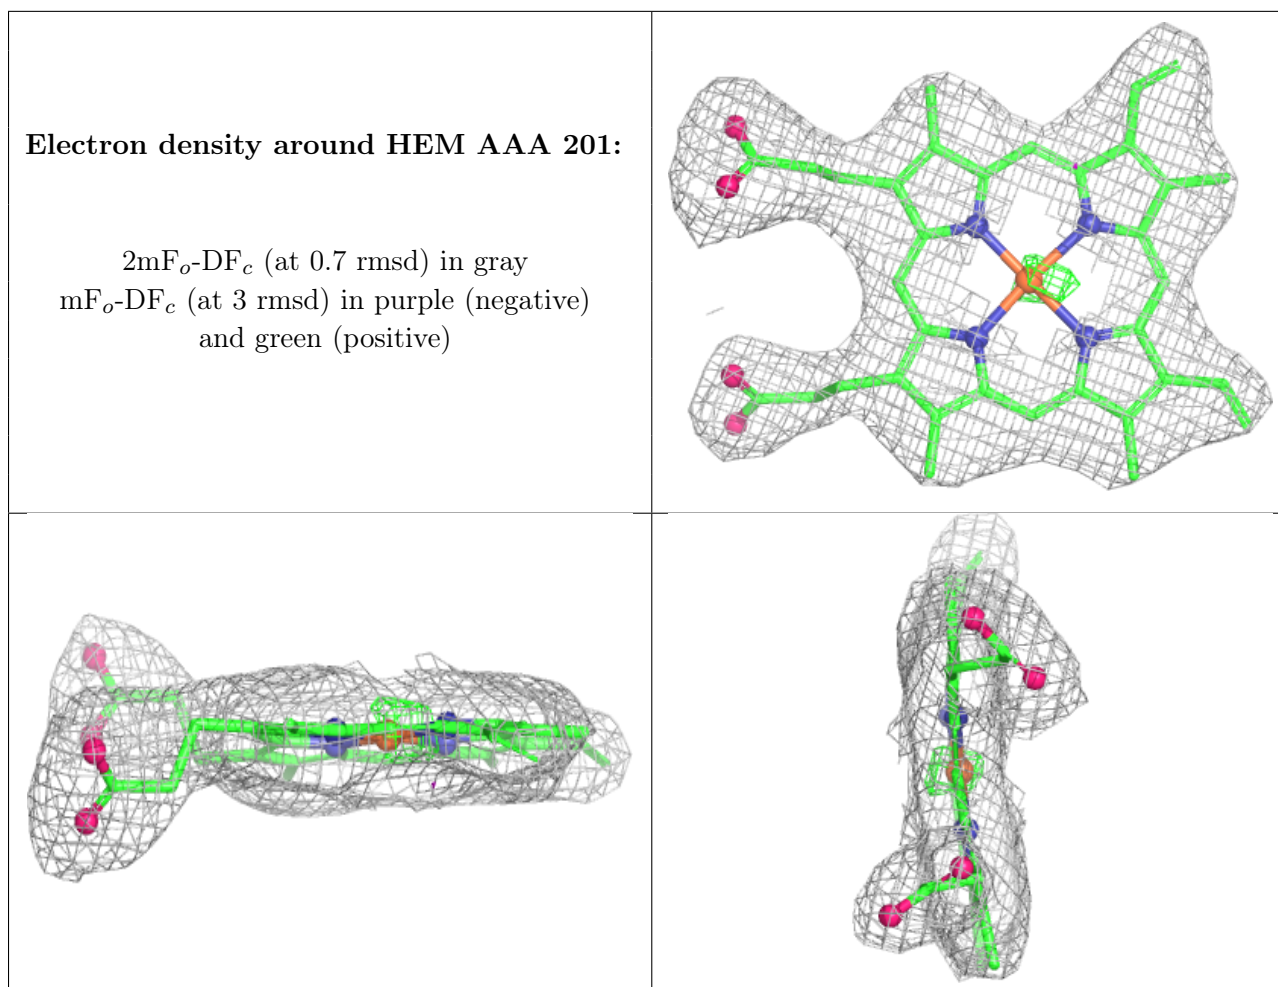 Electron density around HEM AAA 201:
2mFo-DFc (at 0.7 rmsd) in gray
mFo-DFc (at 3 rmsd) in purple (negative)
and green (positive)